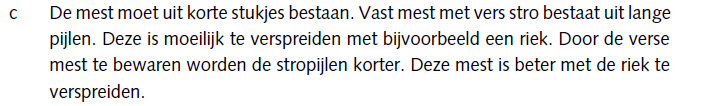 c De mest moet uit korte stukjes bestaan. Vast mest met vers stro bestaat uit lange
pijlen. Deze is moeilijk te verspreiden met bijvoorbeeld een riek. Door de verse
mest te bewaren worden de stropijlen korter. Deze mest is beter met de riek te
verspreiden.